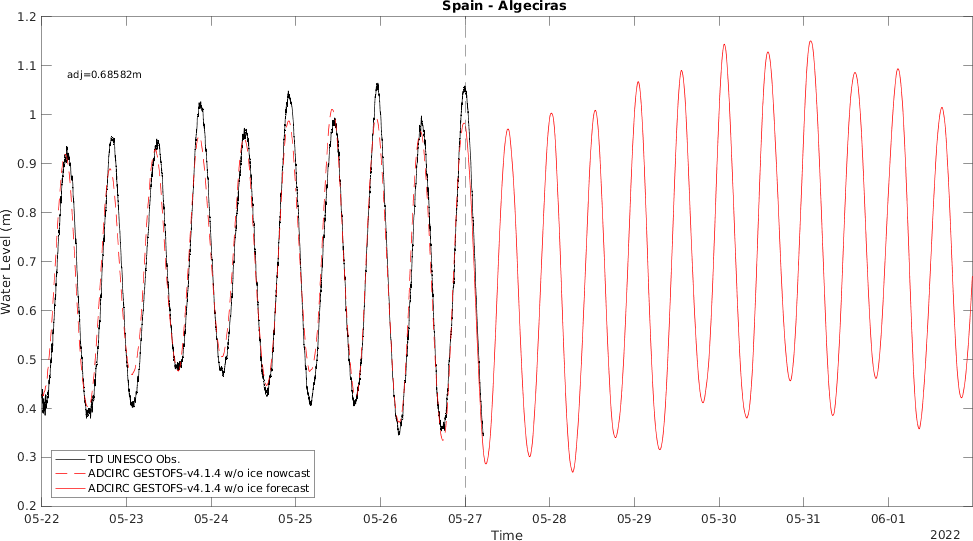 Spain - Algeciras
1.2
1.1
1
0.9
0.8
0.7
0.6
0.5
0.4
0.3
0.2
Water Level (m)
adj=0.68582m
TD UNESCO Obs.
ADCIRC GESTOFS-v4.1.4 w/o ice nowcast
ADCIRC GESTOFS-v4.1.4 w/o ice forecast
05-22 05-23 05-24 05-25 05-26 05-27 05-28 05-29 05-30 05-31 06-01
Time
2022